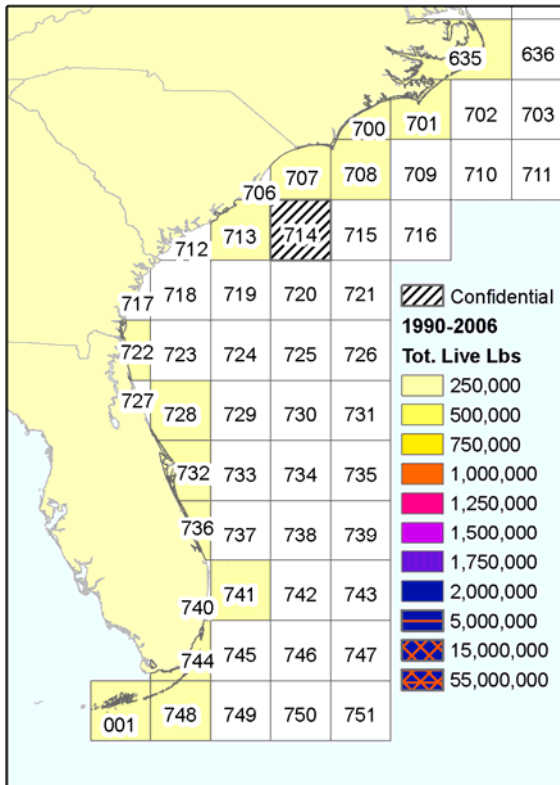 635 636
700 701 702 703
706 707 708 709 710 711
712 713 714 715 716
717 718 719 720 721
722 723 724 725 726
727 728 729 730 731
732 733 734 735
736 737 738 739
740 741 742 743
744 745 746 747
001 748 749 750 751
Confidential
1990-2006
Tot. Live Lbs
250,000
500,000
750,000
1,000,000
1,250,000
1,500,000
1,750,000
2,000,000
5,000,000
15,000,000
55,000,000